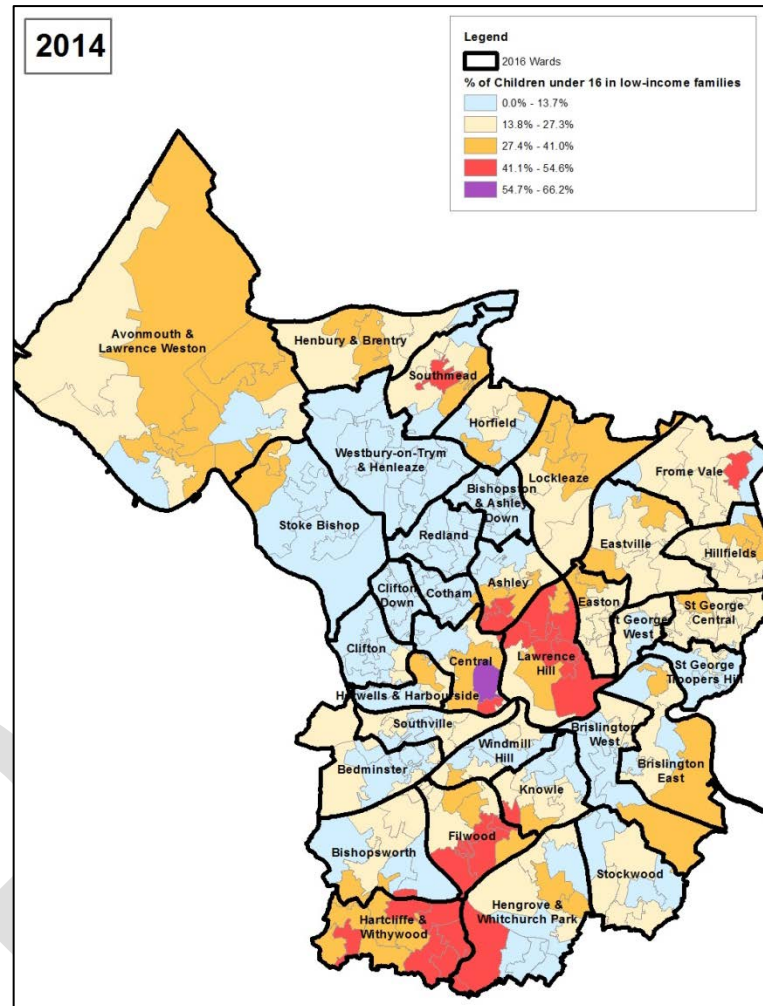 2014
Legend
2016 Wards
% of Children under 16 in low-income families
0.0% - 13.7%
13.8% - 27.3%
27.4% - 41.0%
41.1% - 54.6%
54.7% - 66.2%
Avonmouth &
Lawrence Weston
Henbury & Brentry
Southmead
Horfield
Westbury-on-Trym
& Henleaze
Lockleaze
Frome Vale
Bishopston
& Ashley
Down
Stoke Bishop
Redland
Eastville
Hillfields
Clifton
Down
Cotham
Ashley
Easton
St George
West
St George
Central
Clifton
Central
Lawrence
Hill
St George
Troopers Hill
Hotwells & Harbourside
Southville
Windmill
Hill
Brislington
West
Bedminster
Knowle
Brislington
East
Filwood
Bishopsworth
Stockwood
Hengrove &
Whitchurch Park
Hartcliffe &
Withywood